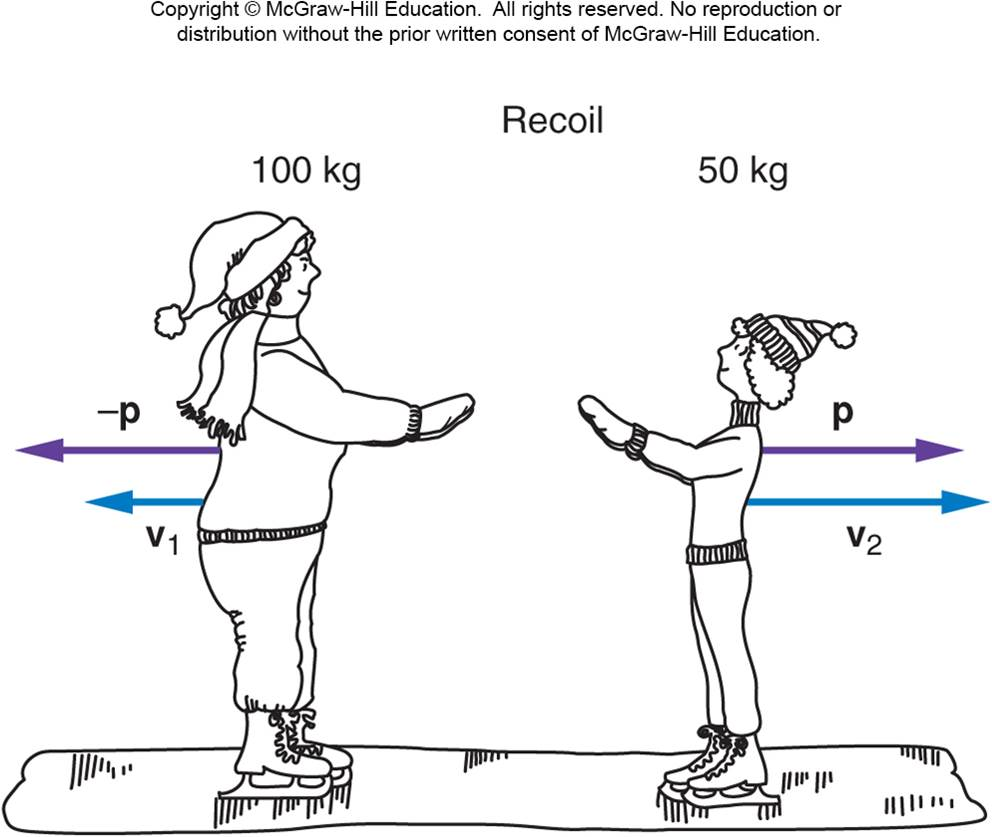 Copyright © McGraw-Hill Education.  All rights reserved. No reproduction or
distribution without the prior written consent of McGraw-Hill Education.
Recoil
100 kg
50 kg
–p
p
v₁
v₂